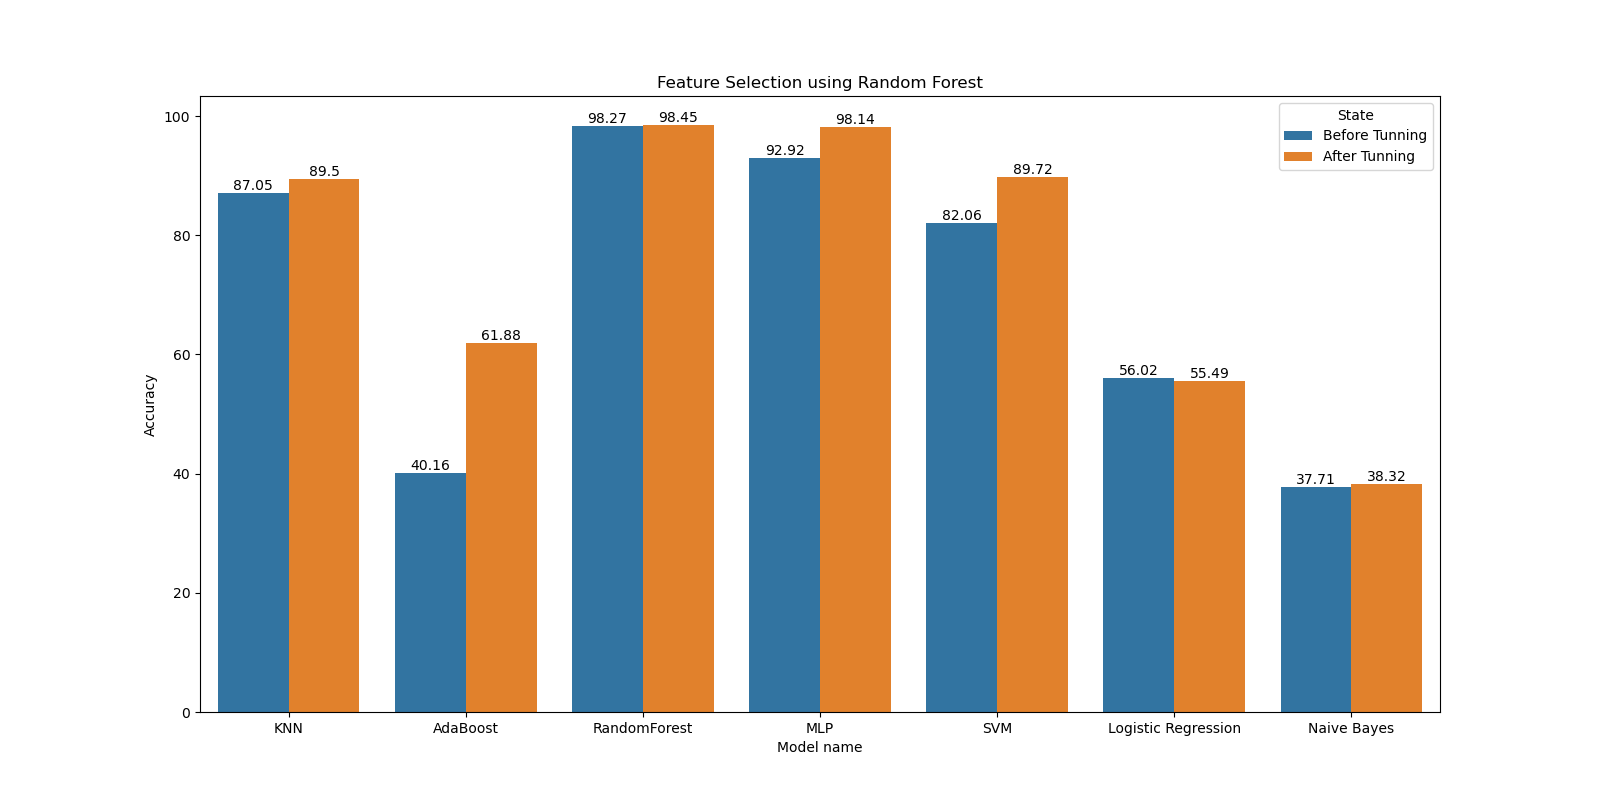 Feature Selection using Random Forest
State
Before Tunning
After Tunning
Accuracy
100
80
60
40
20
0
87.05
89.5
40.16
61.88
98.27
98.45
92.92
98.14
82.06
89.72
56.02
55.49
37.71
38.32
KNN
AdaBoost
RandomForest
MLP
SVM
Logistic Regression
Naive Bayes
Model name